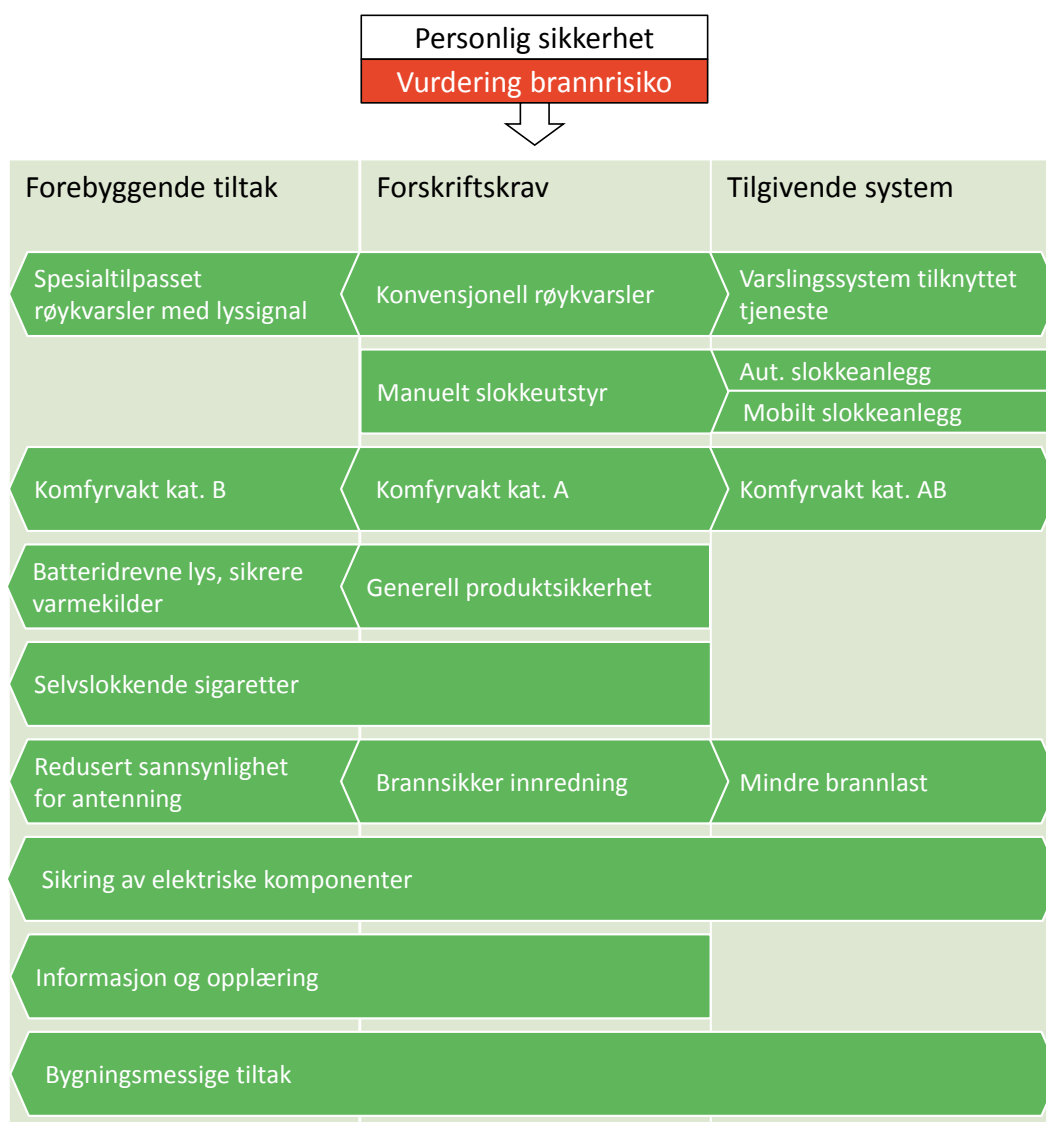 Personlig sikkerhet
Vurdering brannrisiko
Forebyggende tiltak
Forskriftskrav
Tilgivende system
Spesialtilpasset
røykvarsler med lyssignal
Konvensjonell røykvarsler
Varslingssystem tilknyttet
tjeneste
Manuelt slokkeutstyr
Aut. slokkeanlegg
Mobilt slokkeanlegg
Komfyrvakt kat. B
Komfyrvakt kat. A
Komfyrvakt kat. AB
Batteridrevne lys, sikrere
varmekilder
Generell produktsikkerhet
Selvslokkende sigaretter
Redusert sannsynlighet
for antenning
Brannsikker innredning
Mindre brannlast
Sikring av elektriske komponenter
Informasjon og opplæring
Bygningsmessige tiltak